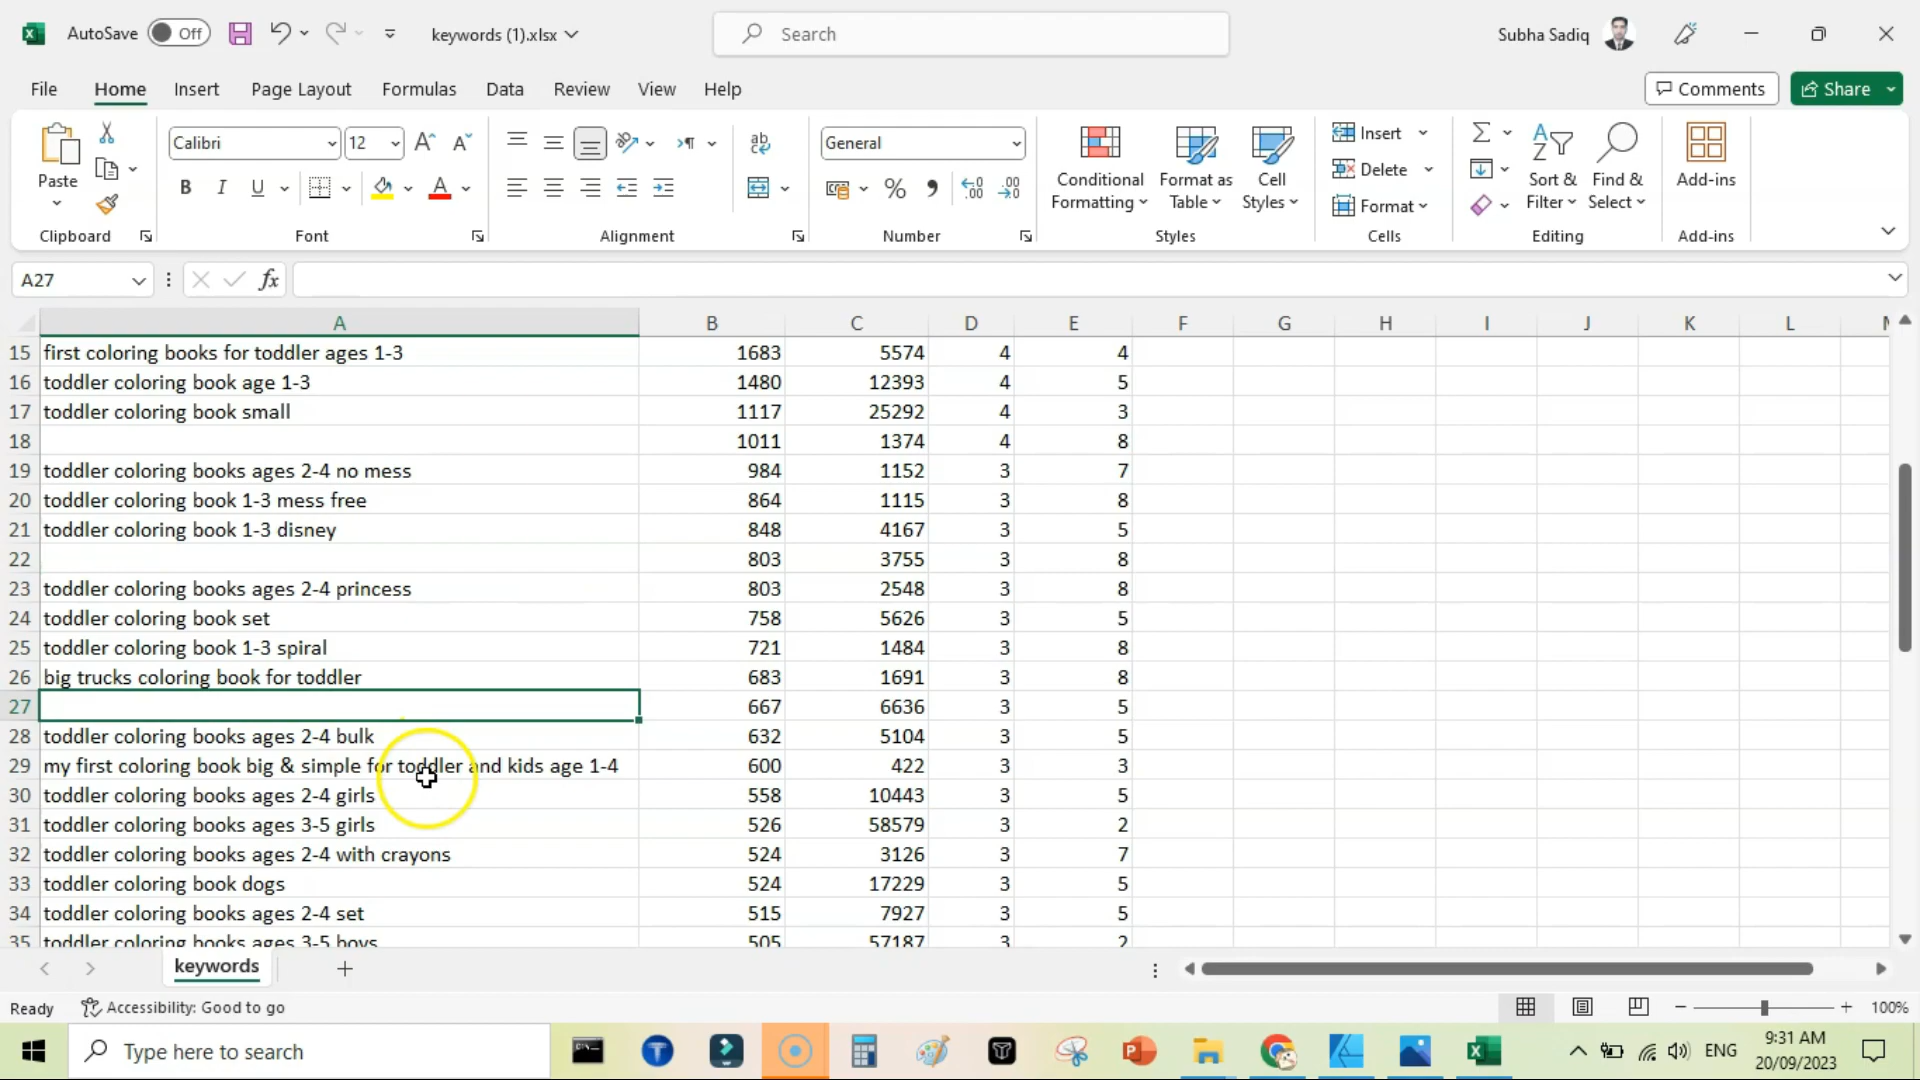 AutoSave Off keywords (1).xlsx Search Subha Sadiq
File Home Insert Page Layout Formulas Data Review View Help Comments Share
Calibri 12 General Insert
Paste Conditional Formatting Format as Table Cell Styles Delete Sort & Filter Find & Select Add-ins
Format
Clipboard Font Alignment Number Styles Cells Editing Add-ins
A27 fx
A B C D E F G H I J K L
15 first coloring books for toddler ages 1-3 1683 5574 4 4
16 toddler coloring book age 1-3 1480 12393 4 5
17 toddler coloring book small 1117 25292 4 3
18 1011 1374 4 8
19 toddler coloring books ages 2-4 no mess 984 1152 3 7
20 toddler coloring book 1-3 mess free 864 1115 3 8
21 toddler coloring book 1-3 disney 848 4167 3 5
22 803 3755 3 8
23 toddler coloring books ages 2-4 princess 803 2548 3 8
24 toddler coloring book set 758 5626 3 5
25 toddler coloring book 1-3 spiral 721 1484 3 8
26 big trucks coloring book for toddler 683 1691 3 8
27 667 6636 3 5
28 toddler coloring books ages 2-4 bulk 632 5104 3 5
29 my first coloring book big & simple for toddler and kids age 1-4 600 422 3 3
30 toddler coloring books ages 2-4 girls 558 10443 3 5
31 toddler coloring books ages 3-5 girls 526 58579 3 2
32 toddler coloring books ages 2-4 with crayons 524 3126 3 7
33 toddler coloring book dogs 524 17229 3 5
34 toddler coloring books ages 2-4 set 515 7927 3 5
35 toddler coloring books ages 3-5 boys 505 57187 3 2
keywords
Ready Accessibility: Good to go 100%
Type here to search ENG 9:31 AM
20/09/2023